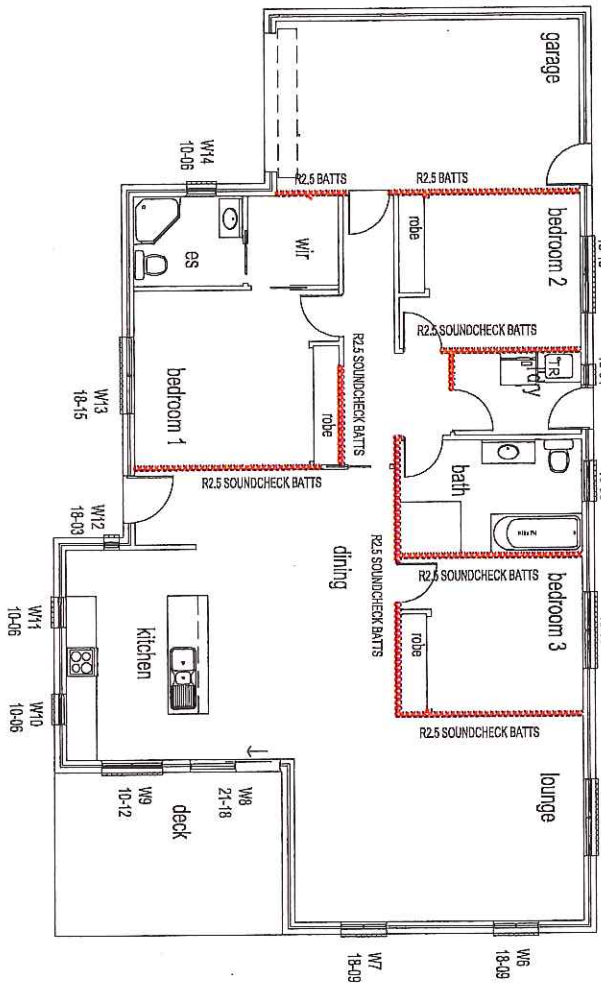 garage
W14
10-06
R2.5 BATTS
R2.5 BATTS
es
wir
robe
bedroom 2
R2.5 SOUNDCHECK BATTS
R2.5 SOUNDCHECK BATTS
TR
ldry
W13
18-15
bedroom 1
robe
R2.5 SOUNDCHECK BATTS
bath
W12
18-03
dining
R2.5 SOUNDCHECK BATTS
R2.5 SOUNDCHECK BATTS
bedroom 3
robe
W11
10-06
kitchen
W10
10-06
R2.5 SOUNDCHECK BATTS
W9
10-12
W8
21-18
deck
lounge
W7
18-09
W6
18-09